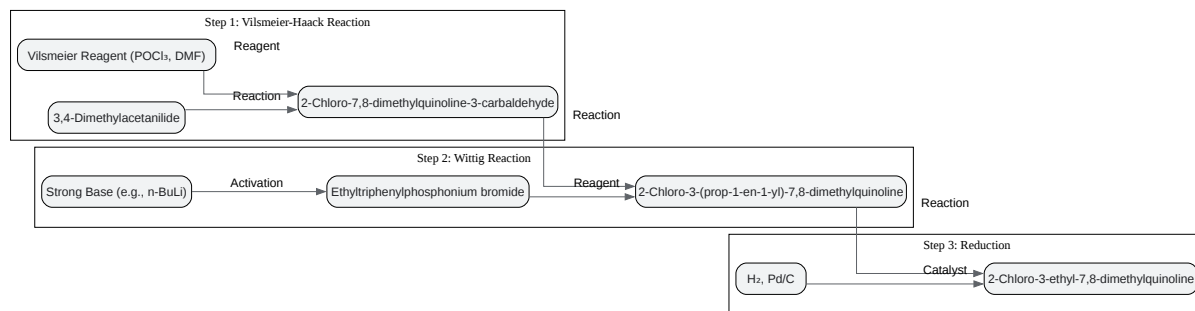 Step 1: Vilsmeier-Haack Reaction
Vilsmeier Reagent (POCl₃, DMF)
Reagent
Reaction
2-Chloro-7,8-dimethylquinoline-3-carbaldehyde
3,4-Dimethylacetanilide
Reaction
Step 2: Wittig Reaction
Strong Base (e.g., n-BuLi)
Activation
Ethyltriphenylphosphonium bromide
Reagent
2-Chloro-3-(prop-1-en-1-yl)-7,8-dimethylquinoline
Reaction
Step 3: Reduction
H₂, Pd/C
Catalyst
2-Chloro-3-ethyl-7,8-dimethylquinoline